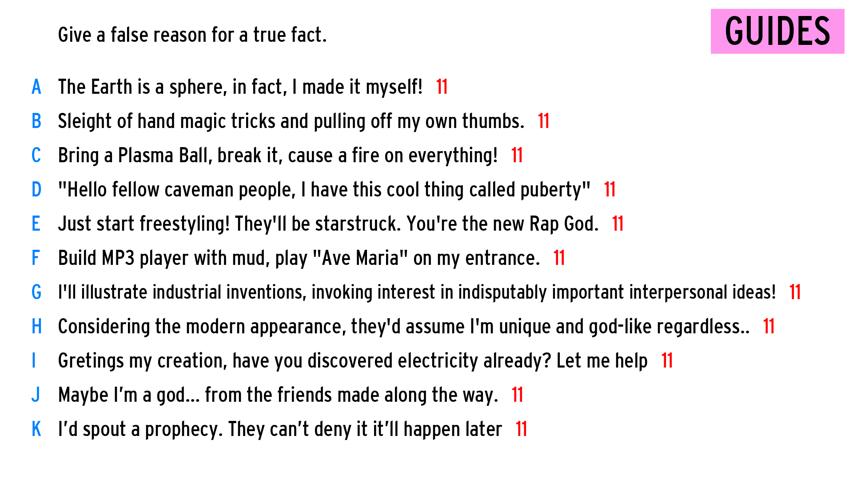 Give a false reason for a true fact.
GUIDES
A The Earth is a sphere, in fact, I made it myself! 11
B Sleight of hand magic tricks and pulling off my own thumbs. 11
C Bring a Plasma Ball, break it, cause a fire on everything! 11
D "Hello fellow caveman people, I have this cool thing called puberty" 11
E Just start freestyling! They'll be starstruck. You're the new Rap God. 11
F Build MP3 player with mud, play "Ave Maria" on my entrance. 11
G I'll illustrate industrial inventions, invoking interest in indisputably important interpersonal ideas! 11
H Considering the modern appearance, they'd assume I'm unique and god-like regardless.. 11
I Gretings my creation, have you discovered electricity already? Let me help 11
J Maybe I’m a god... from the friends made along the way. 11
K I’d spout a prophecy. They can’t deny it it’ll happen later 11